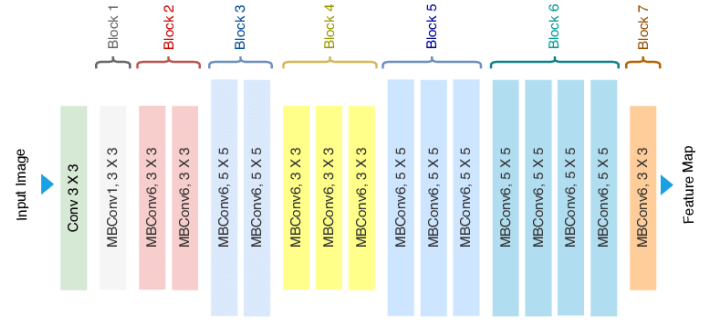 Block 1
Block 2
Block 3
Block 4
Block 5
Block 6
Block 7
Input Image
Conv 3 X 3
MBConv1, 3 X 3
MBConv6, 3 X 3
MBConv6, 3 X 3
MBConv6, 5 X 5
MBConv6, 5 X 5
MBConv6, 3 X 3
MBConv6, 3 X 3
MBConv6, 3 X 3
MBConv6, 5 X 5
MBConv6, 5 X 5
MBConv6, 5 X 5
MBConv6, 5 X 5
MBConv6, 5 X 5
MBConv6, 5 X 5
MBConv6, 5 X 5
MBConv6, 3 X 3
Feature Map